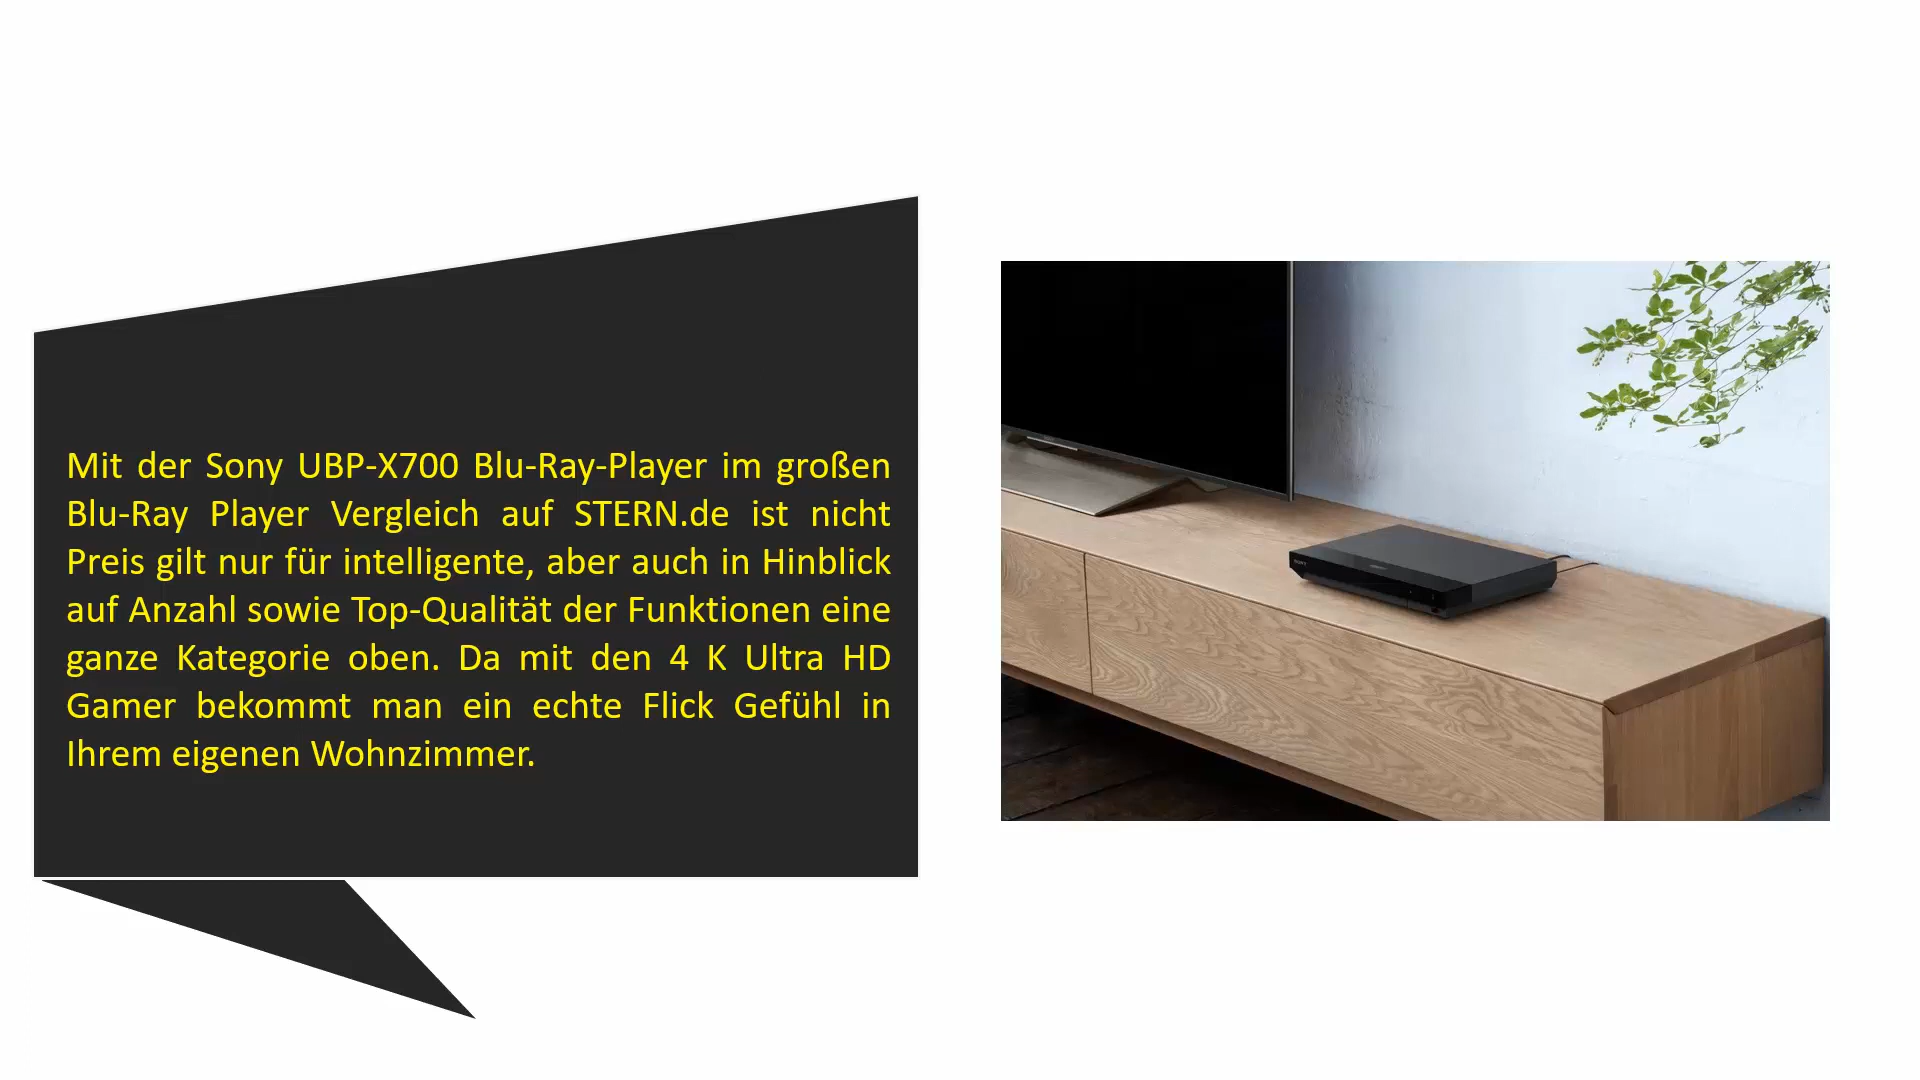 Mit der Sony UBP-X700 Blu-Ray-Player im großen
Blu-Ray Player Vergleich auf STERN.de ist nicht
Preis gilt nur für intelligente, aber auch in Hinblick
auf Anzahl sowie Top-Qualität der Funktionen eine
ganze Kategorie oben. Da mit den 4 K Ultra HD
Gamer bekommt man ein echte Flick Gefühl in
Ihrem eigenen Wohnzimmer.
SONY